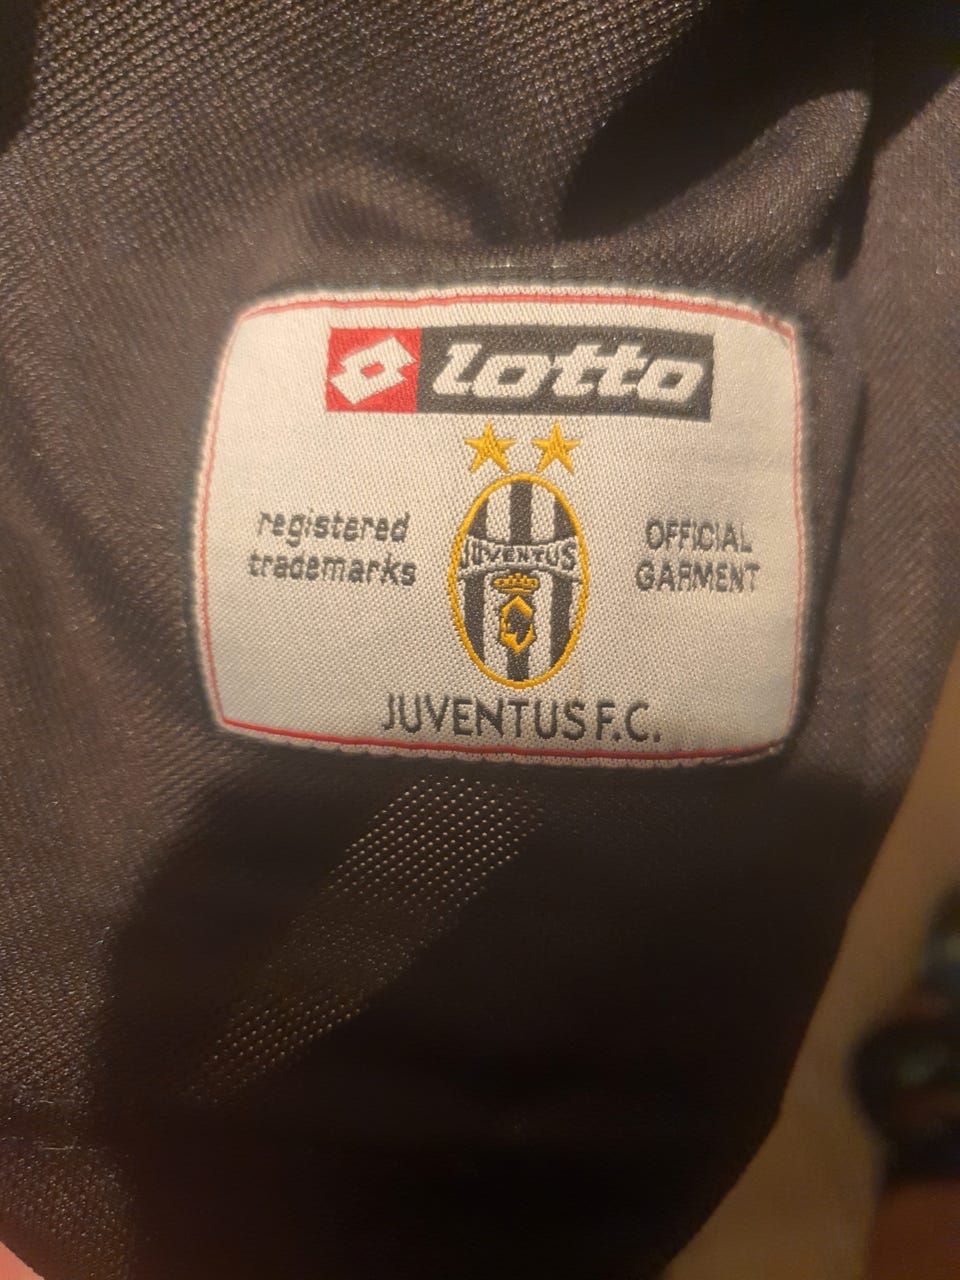 lotto
registered
trademarks
JUVENTUS
OFFICIAL
GARMENT
JUVENTUS F.C.